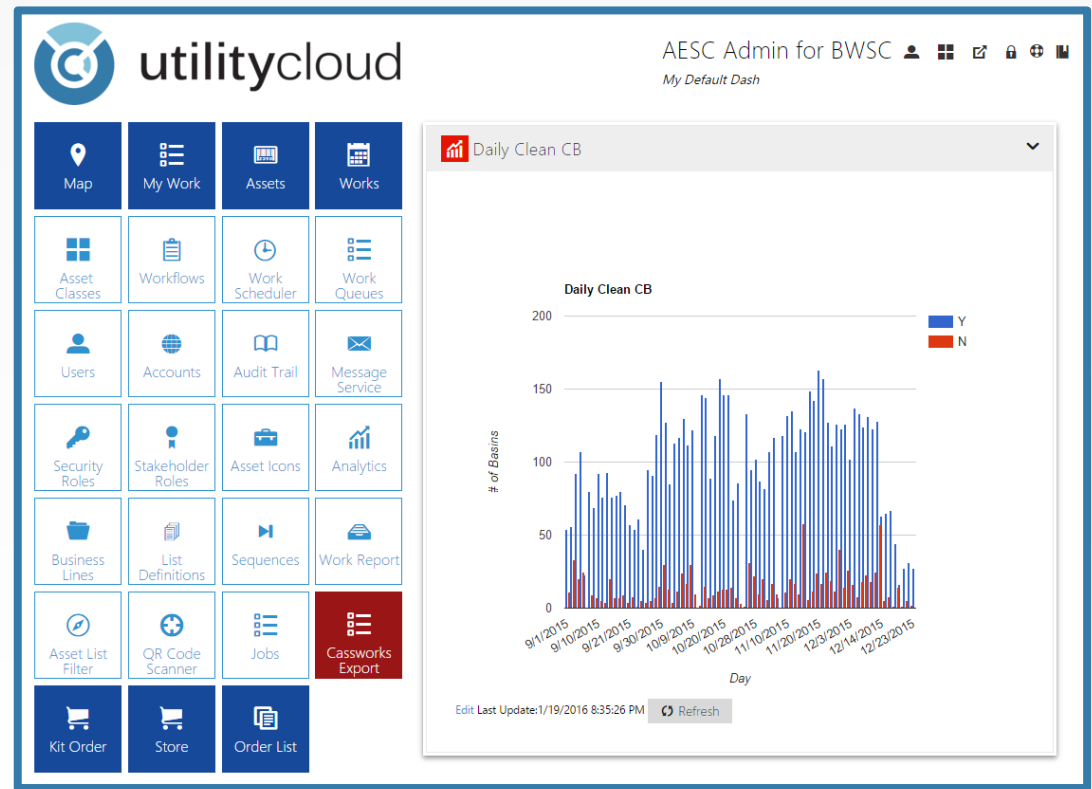 utilitycloud
AESC Admin for BWSC
My Default Dash
Map
My Work
Assets
Works
Asset
Classes
Workflows
Work
Scheduler
Work
Queues
Users
Accounts
Audit Trail
Message
Service
Security
Roles
Stakeholder
Roles
Asset Icons
Analytics
Business
Lines
List
Definitions
Sequences
Work Report
Asset List
Filter
QR Code
Scanner
Jobs
Cassworks
Export
Kit Order
Store
Order List
Daily Clean CB
Daily Clean CB
200
150
100
50
0
# of Basins
Y
N
9/1/2015
9/10/2015
9/21/2015
9/30/2015
10/9/2015
10/20/2015
10/28/2015
11/10/2015
11/20/2015
12/3/2015
12/14/2015
12/23/2015
Day
Edit Last Update:1/19/2016 8:35:26 PM
Refresh